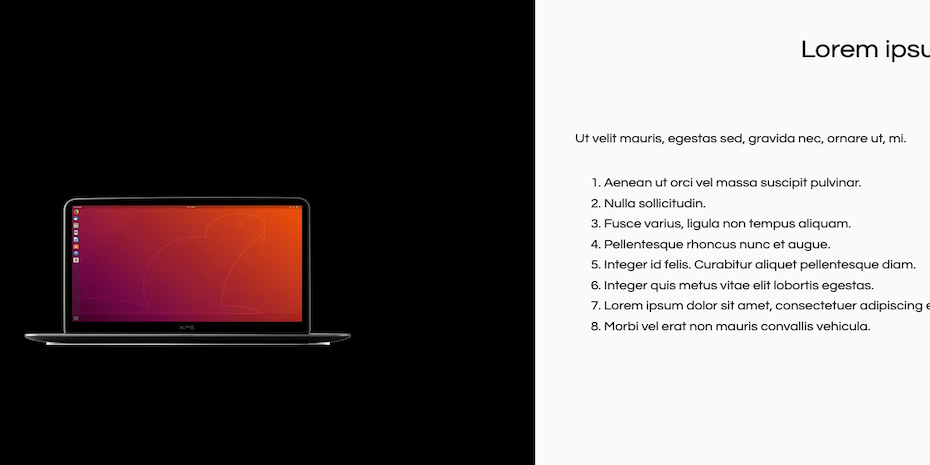 Lorem ipsu
Ut velit mauris, egestas sed, gravida nec, ornare ut, mi.
1. Aenean ut orci vel massa suscipit pulvinar.
2. Nulla sollicitudin.
3. Fusce varius, ligula non tempus aliquam.
4. Pellentesque rhoncus nunc et augue.
5. Integer id felis. Curabitur aliquet pellentesque diam.
6. Integer quis metus vitae elit lobortis egestas.
7. Lorem ipsum dolor sit amet, consectetuer adipiscing e
8. Morbi vel erat non mauris convallis vehicula.
XPS